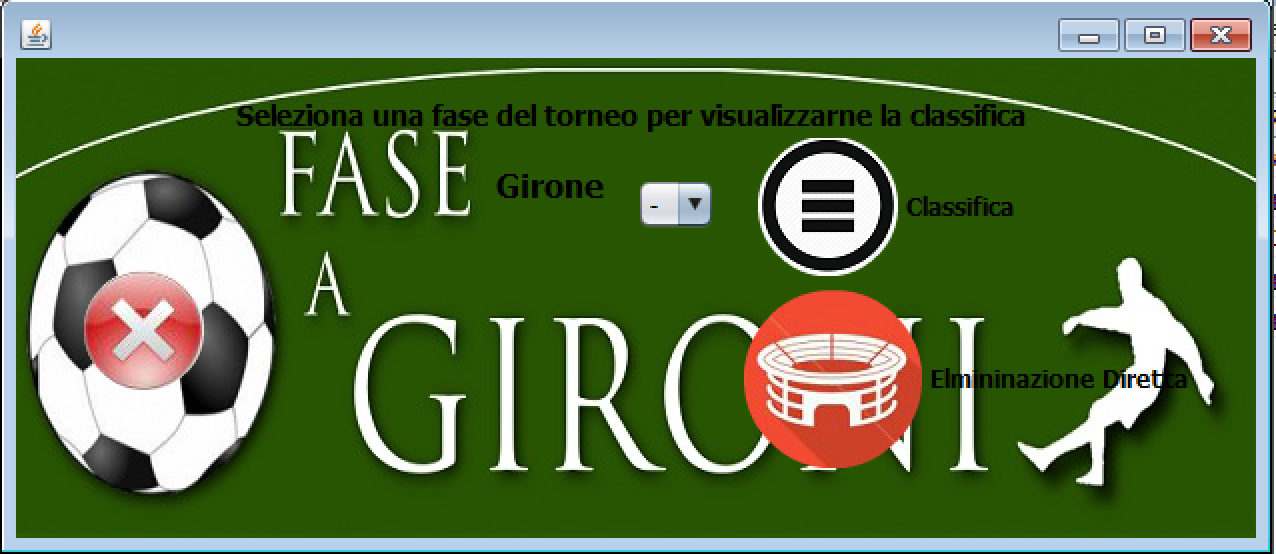 Seleziona una fase del torneo per visualizzarne la classifica
FASE
Girone
-
Classifica
A
GIRONI
Elmininazione Diretta